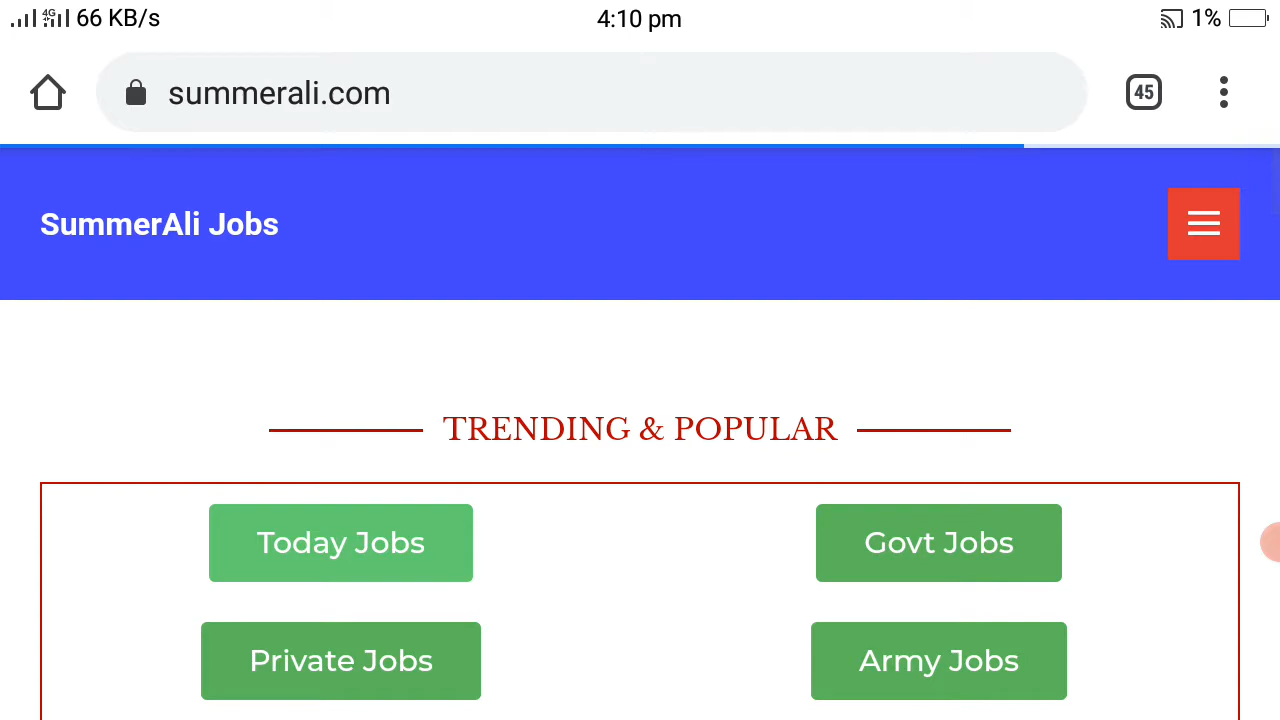 4G 66 KB/s 4:10 pm 1%
summerali.com 45
SummerAli Jobs
TRENDING & POPULAR
Today Jobs Govt Jobs
Private Jobs Army Jobs